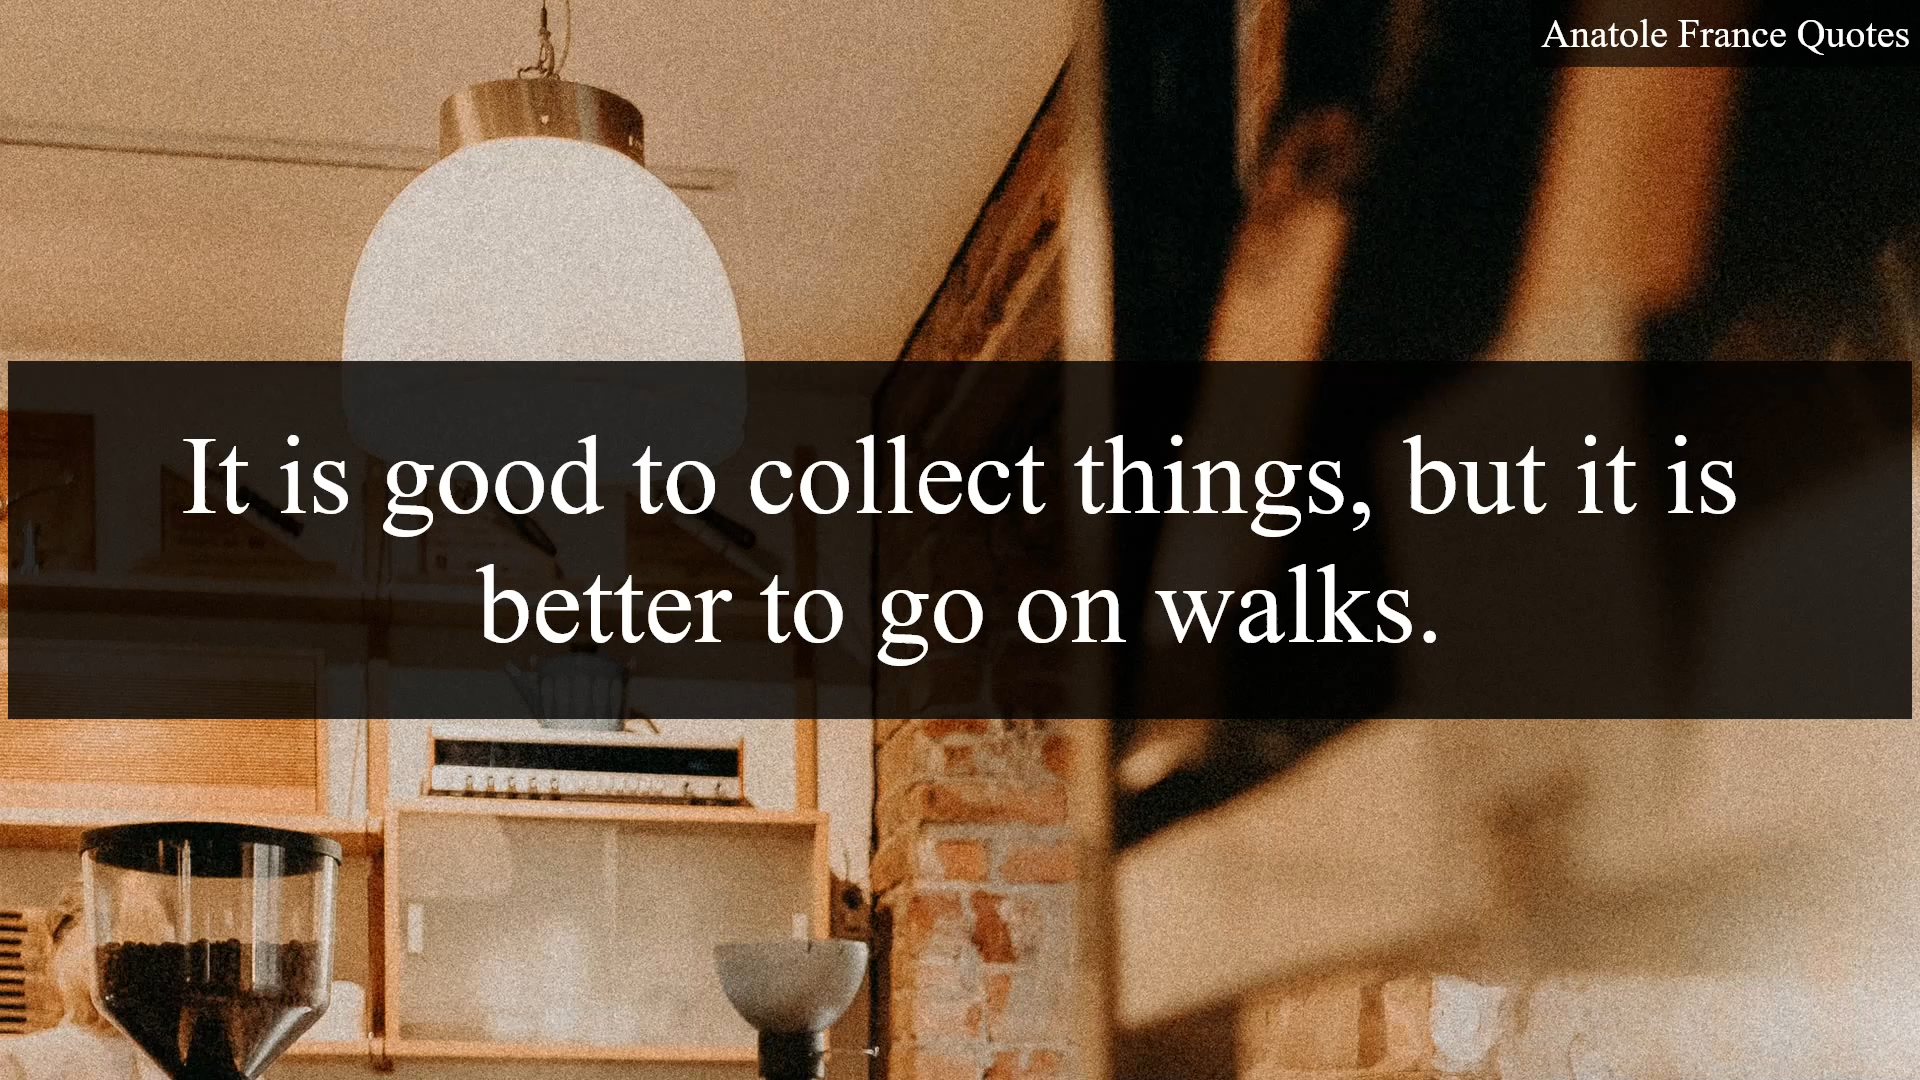 Anatole France Quotes
It is good to collect things, but it is
better to go on walks.